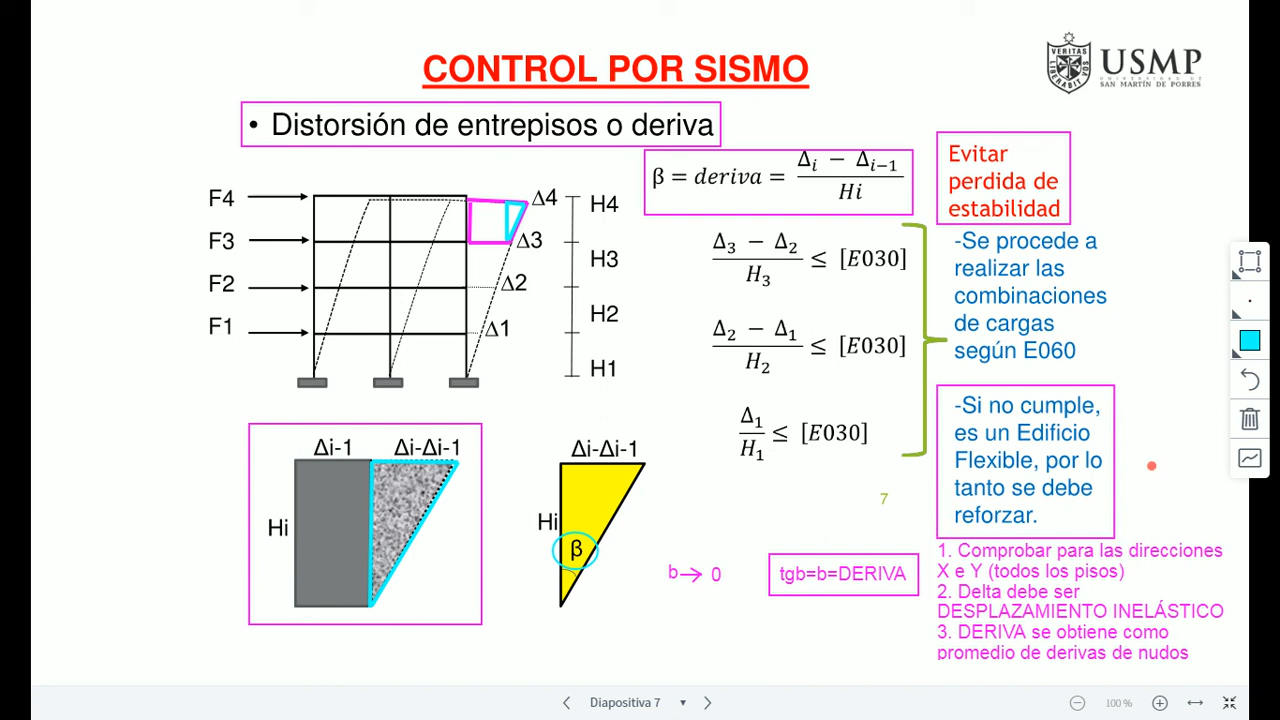 CONTROL POR SISMO
VERITAS
LIBERABIT
VOS
USMP
UNIVERSIDAD DE
SAN MARTÍN DE PORRES
• Distorsión de entrepisos o deriva
β = deriva = (Δi − Δi−1) / Hi
Evitar
perdida de
estabilidad
F4
F3
F2
F1
Δ4
Δ3
Δ2
Δ1
H4
H3
H2
H1
(Δ3 − Δ2) / H3 ≤ [E030]
(Δ2 − Δ1) / H2 ≤ [E030]
Δ1 / H1 ≤ [E030]
-Se procede a
realizar las
combinaciones
de cargas
según E060
-Si no cumple,
es un Edificio
Flexible, por lo
tanto se debe
reforzar.
Δi-1
Δi-Δi-1
Hi
Δi-Δi-1
Hi
β
7
b→ 0
tgb=b=DERIVA
1. Comprobar para las direcciones
X e Y (todos los pisos)
2. Delta debe ser
DESPLAZAMIENTO INELÁSTICO
3. DERIVA se obtiene como
promedio de derivas de nudos
Diapositiva 7
100 %